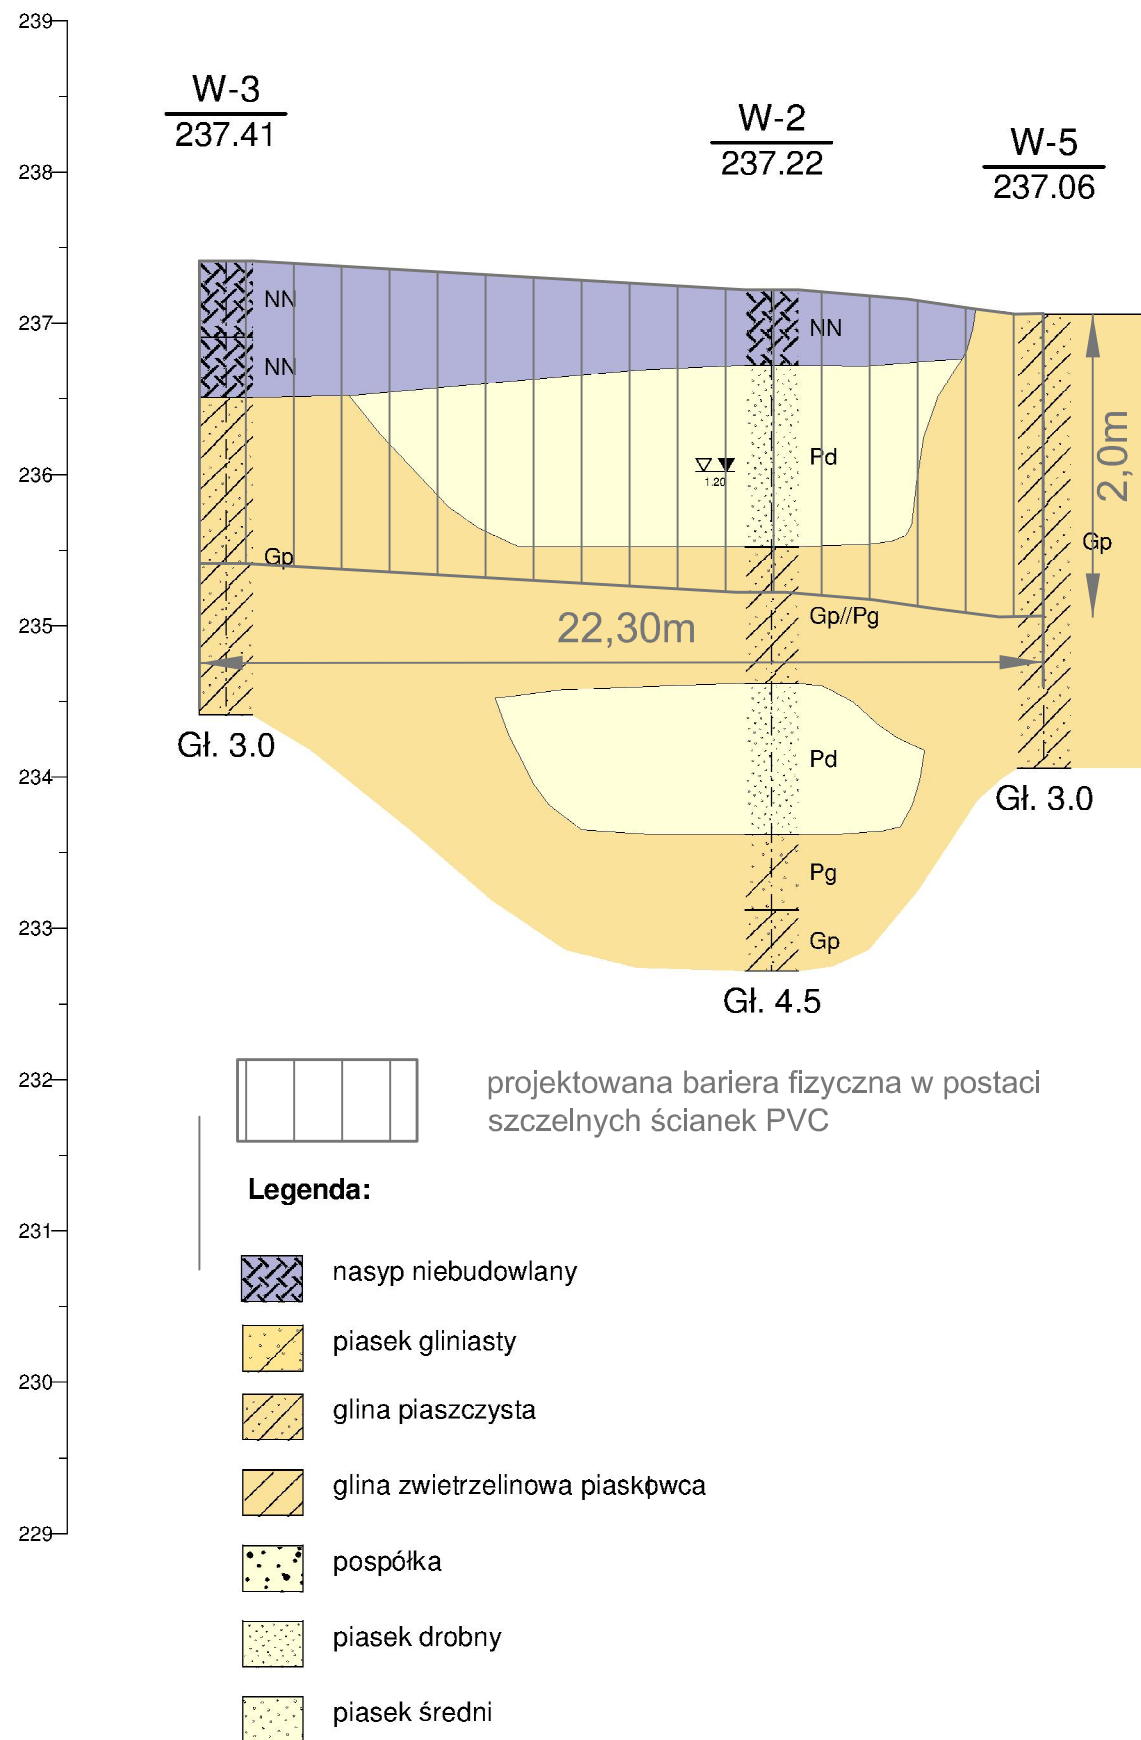 239
W-3
237.41
W-2
237.22
W-5
237.06
238
NN
237
NN
NN
2,0m
Pd
236
1.20
Gp
Gp
235
22,30m
Gp//Pg
Gł. 3.0
Pd
234
Gł. 3.0
Pg
233
Gp
Gł. 4.5
232
projektowana bariera fizyczna w postaci
szczelnych ścianek PVC
Legenda:
231
nasyp niebudowlany
piasek gliniasty
230
glina piaszczysta
glina zwietrzelinowa piaskowca
229
pospółka
piasek drobny
piasek średni